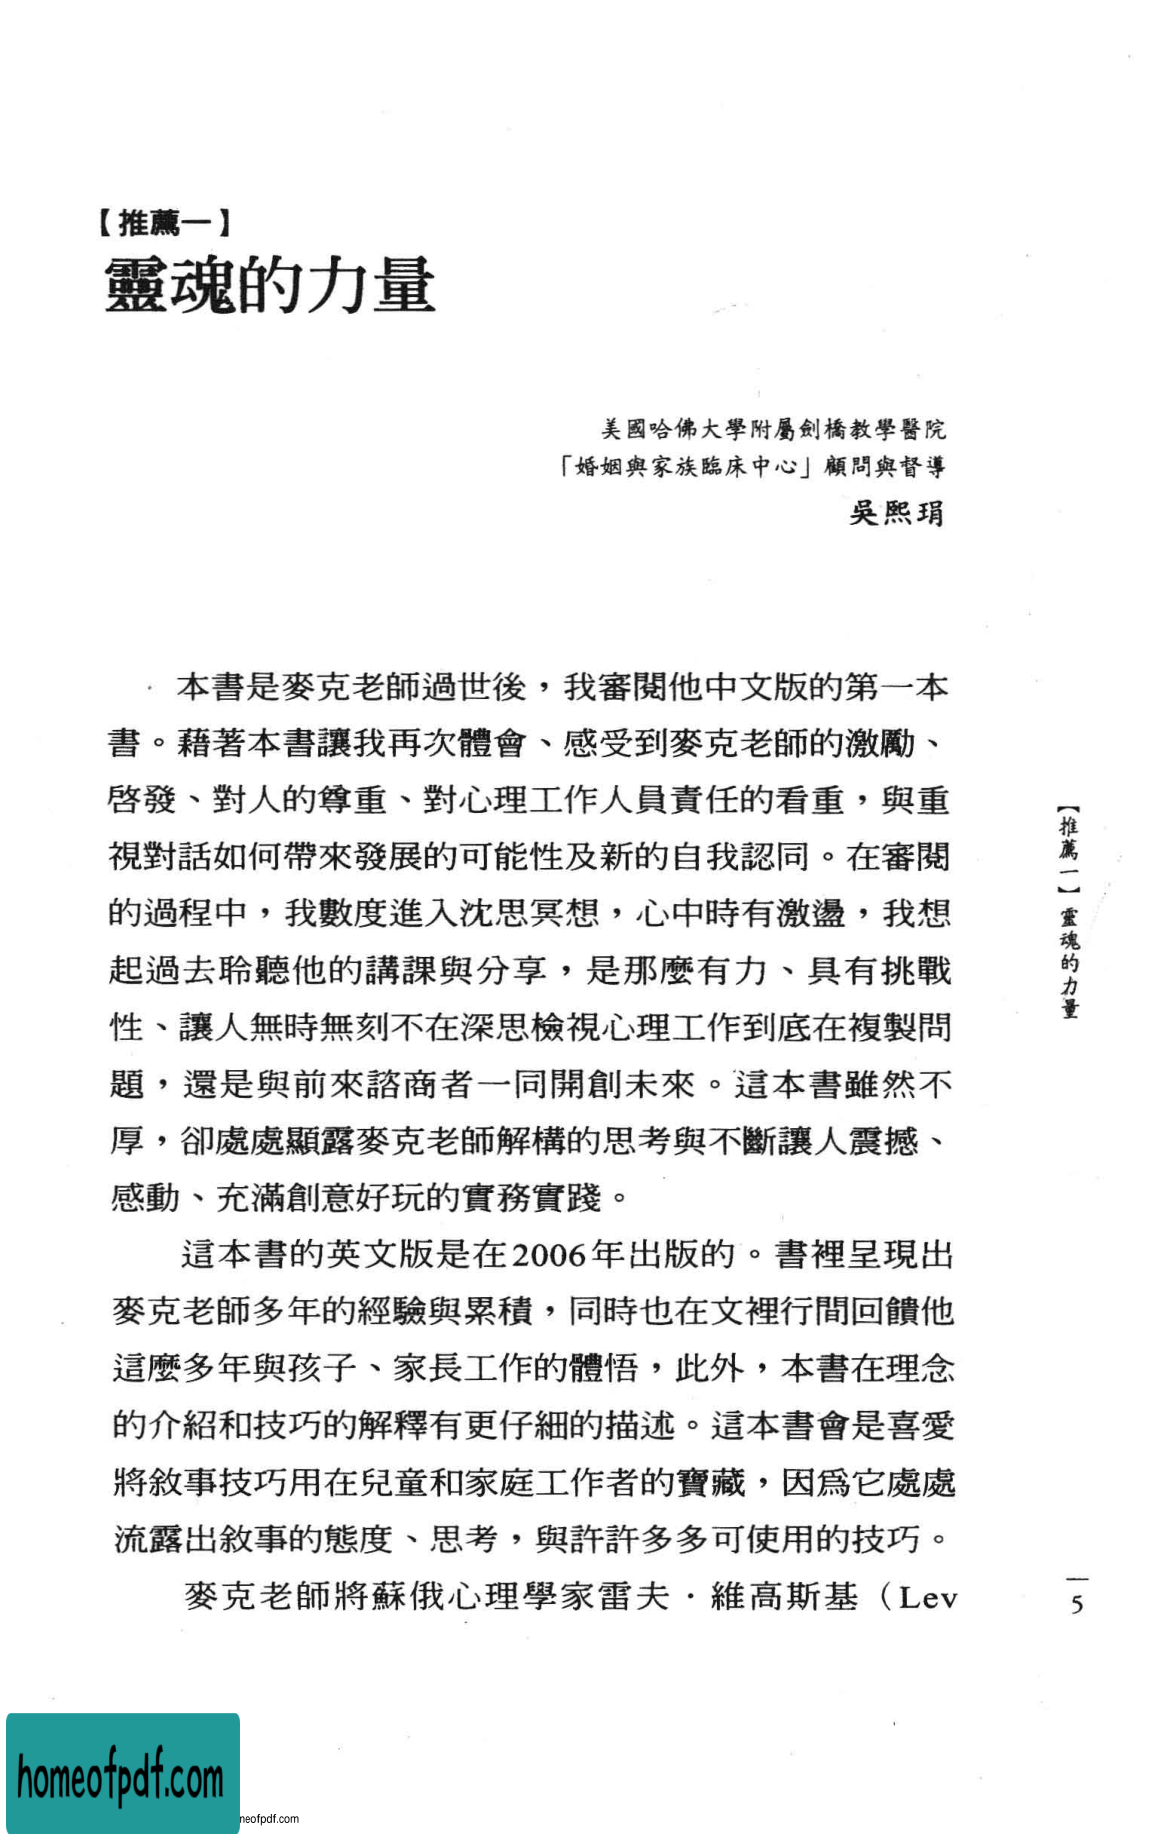 【推薦一】
靈魂的力量
美國哈佛大學附屬劍橋教學醫院
「婚姻與家族臨床中心」顧問與督導
吳熙琄
本書是麥克老師過世後，我審閱他中文版的第一本
書。藉著本書讓我再次體會、感受到麥克老師的激勵、
啓發、對人的尊重、對心理工作人員責任的看重，與重
視對話如何帶來發展的可能性及新的自我認同。在審閱
的過程中，我數度進入沈思冥想，心中時有激盪，我想
起過去聆聽他的講課與分享，是那麼有力、具有挑戰
性、讓人無時無刻不在深思檢視心理工作到底在複製問
題，還是與前來諮商者一同開創未來。這本書雖然不
厚，卻處處顯露麥克老師解構的思考與不斷讓人震撼、
感動、充滿創意好玩的實務實踐。
這本書的英文版是在2006年出版的。書裡呈現出
麥克老師多年的經驗與累積，同時也在文裡行間回饋他
這麼多年與孩子、家長工作的體悟，此外，本書在理念
的介紹和技巧的解釋有更仔細的描述。這本書會是喜愛
將敘事技巧用在兒童和家庭工作者的寶藏，因爲它處處
流露出敘事的態度、思考，與許許多多可使用的技巧。
麥克老師將蘇俄心理學家雷夫．維高斯基（Lev
【推薦一】靈魂的力量
5
homeofpdf.com
neofpdf.com